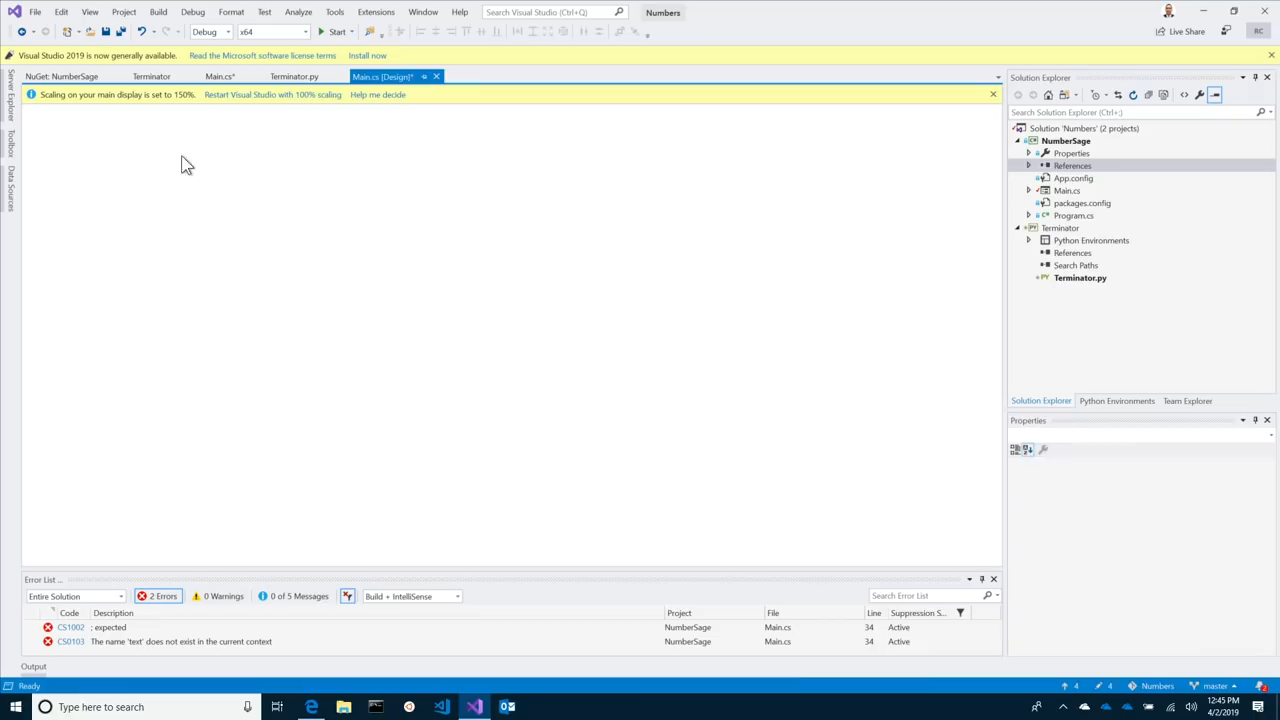 File Edit View Project Build Debug Format Test Analyze Tools Extensions Window Help Search Visual Studio (Ctrl+Q) Numbers
Debug x64 Start Live Share RC
Visual Studio 2019 is now generally available. Read the Microsoft software license terms Install now
NuGet: NumberSage Terminator Main.cs* Terminator.py Main.cs [Design]*
Scaling on your main display is set to 150%. Restart Visual Studio with 100% scaling Help me decide
Server Explorer
Toolbox
Data Sources
Solution Explorer
Search Solution Explorer (Ctrl+;)
Solution 'Numbers' (2 projects)
C# NumberSage
Properties
References
App.config
Main.cs
packages.config
C# Program.cs
PY Terminator
Python Environments
References
Search Paths
PY Terminator.py
Solution Explorer Python Environments Team Explorer
Properties
Error List ...
Entire Solution 2 Errors 0 Warnings 0 of 5 Messages Build + IntelliSense Search Error List
Code Description Project File Line Suppression S...
CS1002 ; expected NumberSage Main.cs 34 Active
CS0103 The name 'text' does not exist in the current context NumberSage Main.cs 34 Active
Output
Ready 4 4 Numbers master 2
Type here to search
12:45 PM
4/2/2019